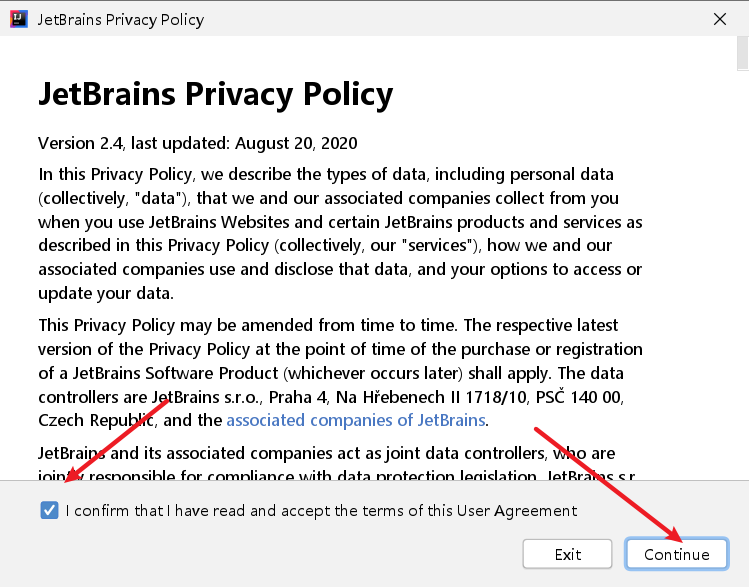 JetBrains Privacy Policy
JetBrains Privacy Policy
Version 2.4, last updated: August 20, 2020
In this Privacy Policy, we describe the types of data, including personal data
(collectively, "data"), that we and our associated companies collect from you
when you use JetBrains Websites and certain JetBrains products and services as
described in this Privacy Policy (collectively, our "services"), how we and our
associated companies use and disclose that data, and your options to access or
update your data.
This Privacy Policy may be amended from time to time. The respective latest
version of the Privacy Policy at the point of time of the purchase or registration
of a JetBrains Software Product (whichever occurs later) shall apply. The data
controllers are JetBrains s.r.o., Praha 4, Na Hřebenech II 1718/10, PSČ 140 00,
Czech Republic, and the associated companies of JetBrains.
JetBrains and its associated companies act as joint data controllers, who are
jointly responsible for compliance with data protection legislation. JetBrains s.r.
I confirm that I have read and accept the terms of this User Agreement
Exit
Continue